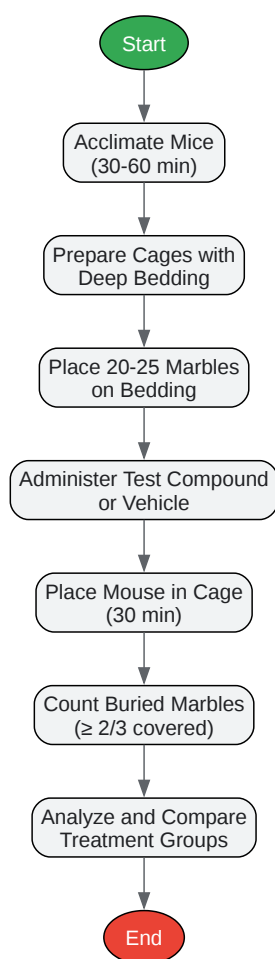 Start
Acclimate Mice
(30-60 min)
Prepare Cages with
Deep Bedding
Place 20-25 Marbles
on Bedding
Administer Test Compound
or Vehicle
Place Mouse in Cage
(30 min)
Count Buried Marbles
(≥ 2/3 covered)
Analyze and Compare
Treatment Groups
End